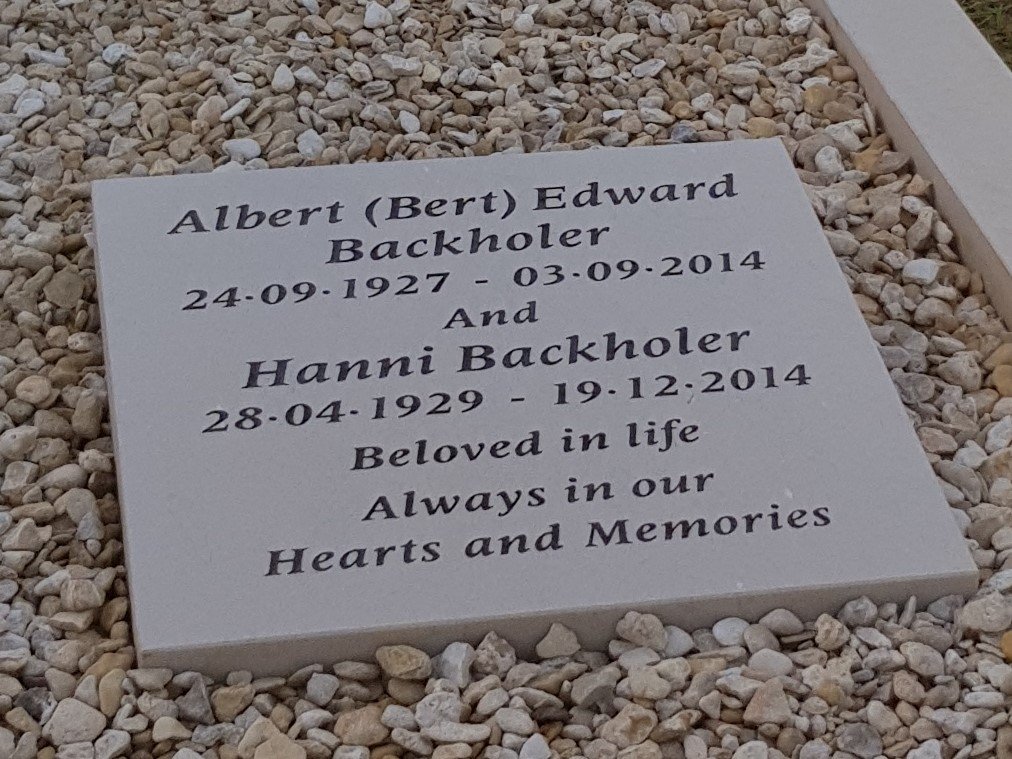 Albert (Bert) Edward
Backholer
24·09·1927 - 03·09·2014
And
Hanni Backholer
28·04·1929 - 19·12·2014
Beloved in life
Always in our
Hearts and Memories